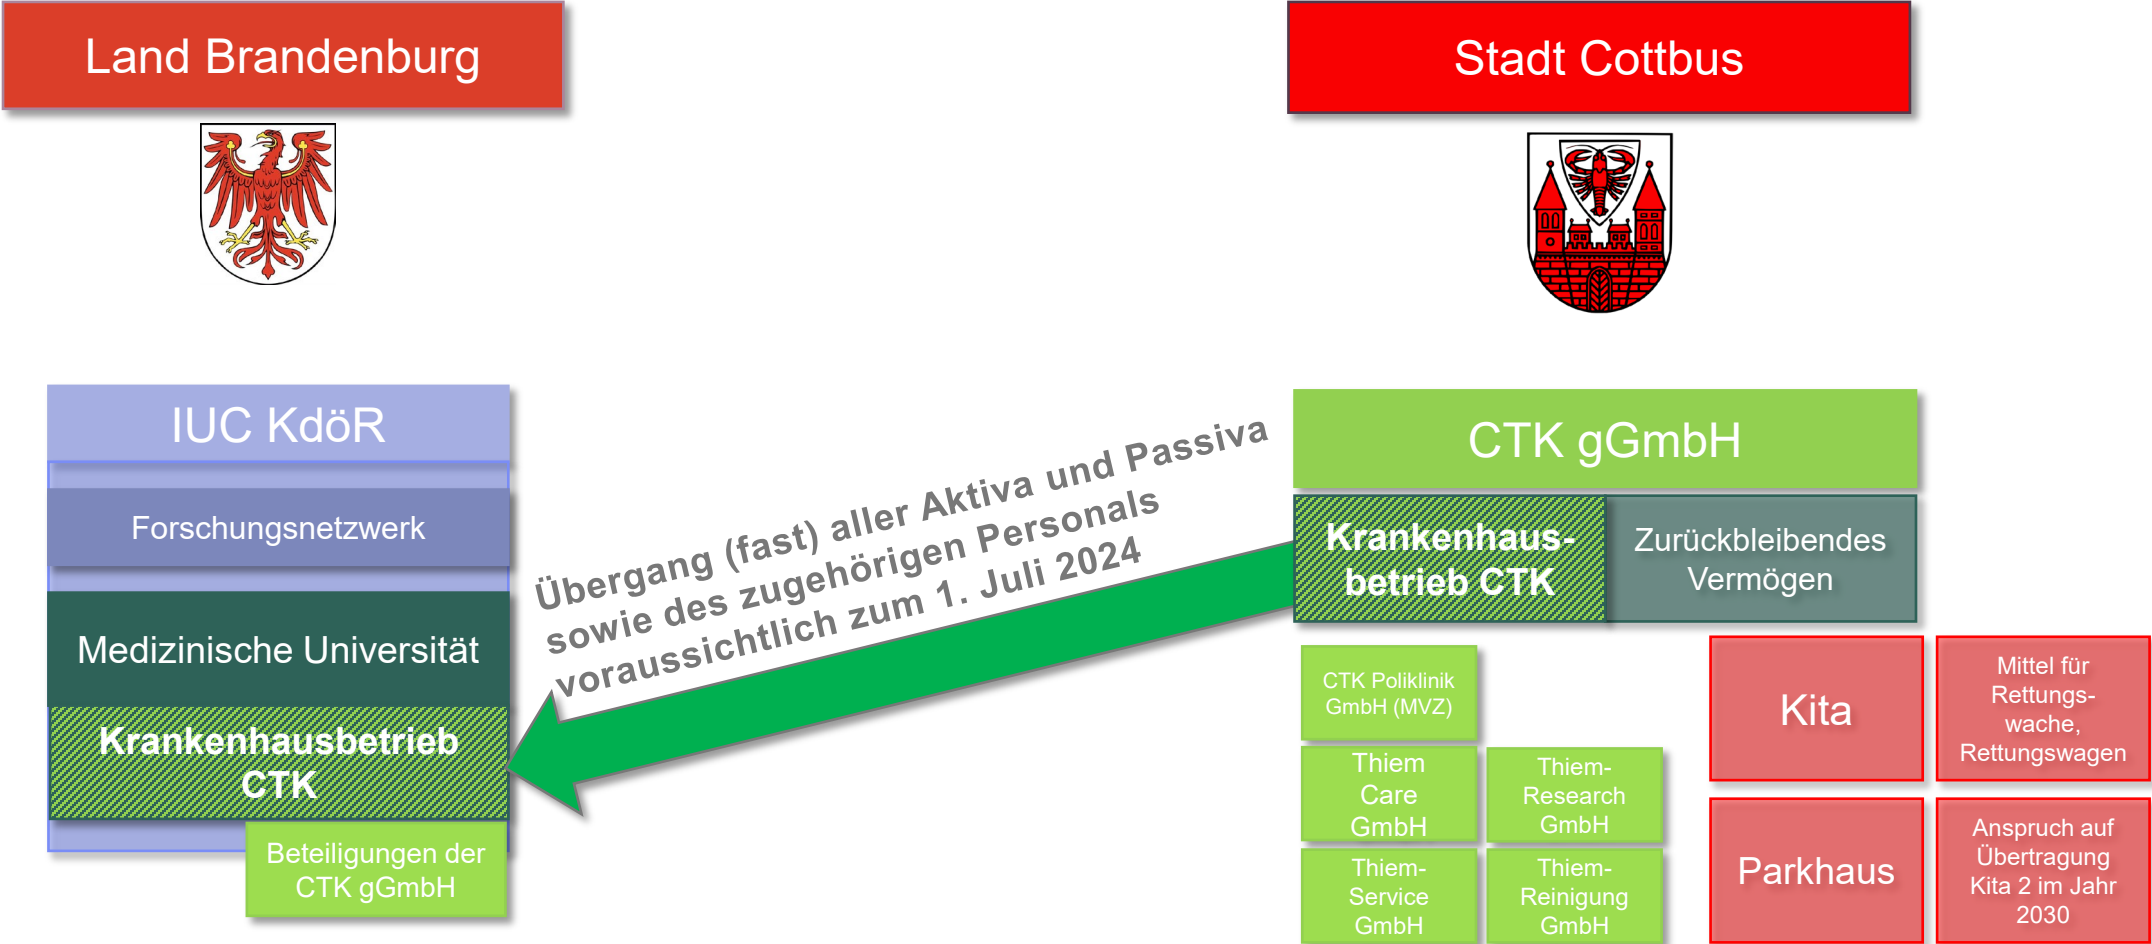 Land Brandenburg
Stadt Cottbus
IUC KdöR
Forschungsnetzwerk
Medizinische Universität
Krankenhausbetrieb
CTK
Beteiligungen der
CTK gGmbH
Übergang (fast) aller Aktiva und Passiva
sowie des zugehörigen Personals
voraussichtlich zum 1. Juli 2024
CTK gGmbH
Krankenhaus-
betrieb CTK
Zurückbleibendes
Vermögen
CTK Poliklinik
GmbH (MVZ)
Thiem
Care
GmbH
Thiem-
Research
GmbH
Thiem-
Service
GmbH
Thiem-
Reinigung
GmbH
Kita
Mittel für
Rettungs-
wache,
Rettungswagen
Parkhaus
Anspruch auf
Übertragung
Kita 2 im Jahr
2030